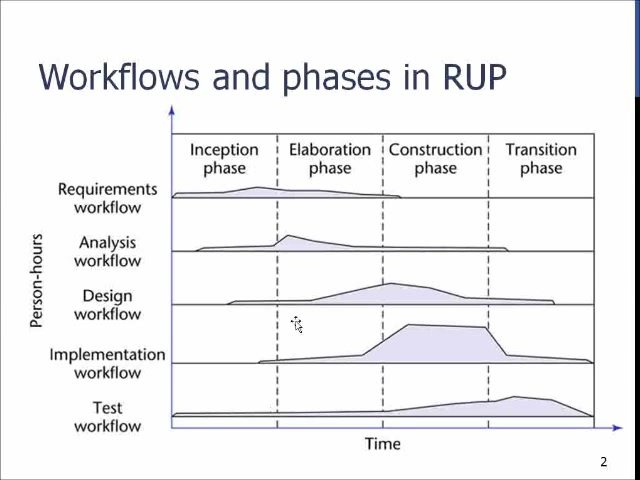 Workflows and phases in RUP
Inception
phase
Elaboration
phase
Construction
phase
Transition
phase
Requirements
workflow
Analysis
workflow
Design
workflow
Implementation
workflow
Test
workflow
Person-hours
Time
2